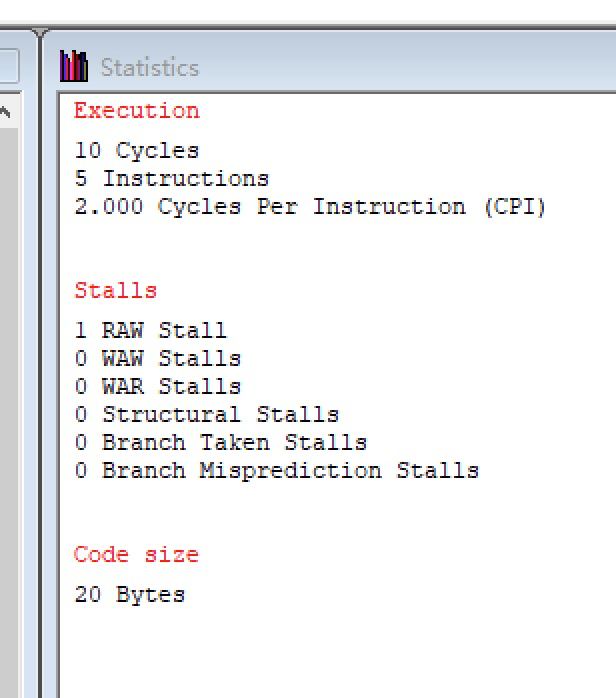 Statistics
Execution
10 Cycles
5 Instructions
2.000 Cycles Per Instruction (CPI)
Stalls
1 RAW Stall
0 WAW Stalls
0 WAR Stalls
0 Structural Stalls
0 Branch Taken Stalls
0 Branch Misprediction Stalls
Code size
20 Bytes